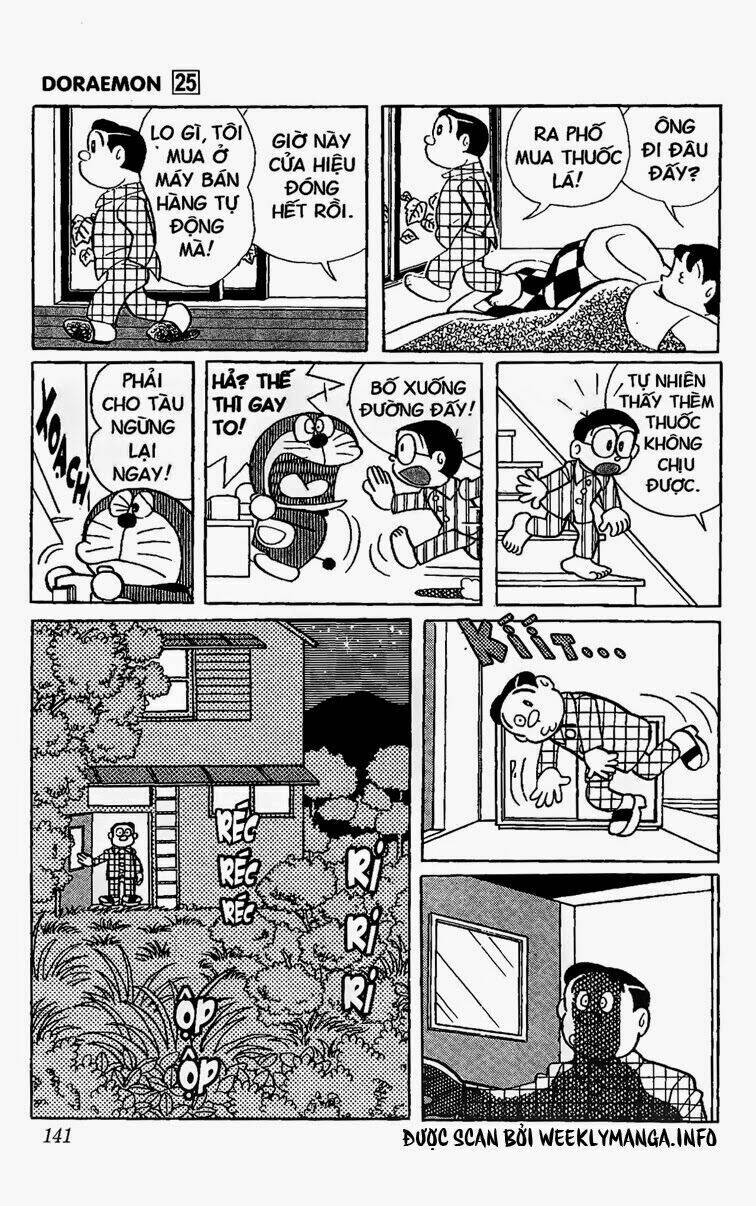 DORAEMON 25
ÔNG
ĐI ĐÂU
ĐẤY?
RA PHỐ
MUA THUỐC
LÁ!
GIỜ NÀY
CỬA HIỆU
ĐÓNG
HẾT RỒI.
LO GÌ, TÔI
MUA Ở
MÁY BÁN
HÀNG TỰ
ĐỘNG
MÀ!
TỰ NHIÊN
THẤY THÈM
THUỐC
KHÔNG
CHỊU
ĐƯỢC.
BỐ XUỐNG
ĐƯỜNG ĐẤY!
HẢ? THẾ
THÌ GAY
TO!
PHẢI
CHO TÀU
NGỪNG
LẠI
NGAY!
XOẠCH
KÍÍT...
RÉC
RÉC
RÉC
RI
RI
RI
ỘP
ỘP
141
ĐƯỢC SCAN BỞI WEEKLYMANGA.INFO